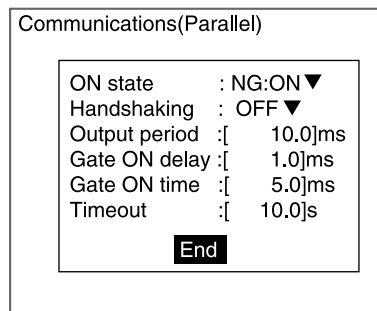 Communications(Parallel)
ON state : NG:ON▼
Handshaking : OFF▼
Output period :[ 10.0]ms
Gate ON delay :[ 1.0]ms
Gate ON time :[ 5.0]ms
Timeout :[ 10.0]s
End